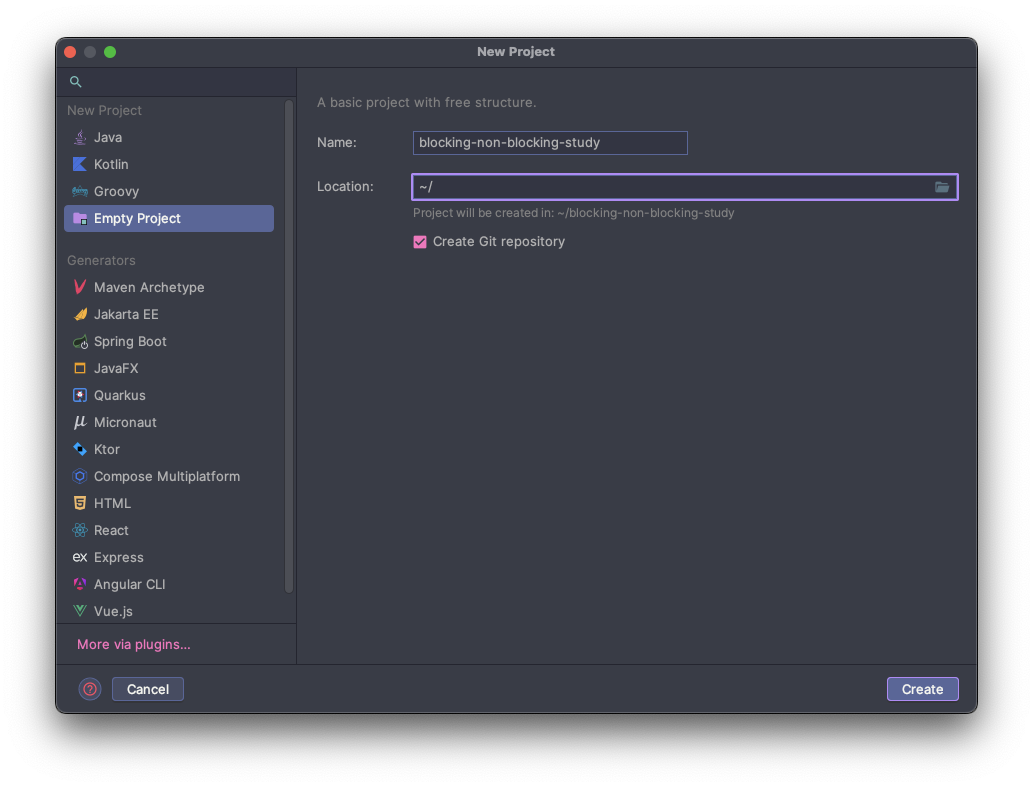 New Project
New Project
Java
Kotlin
Groovy
Empty Project
Generators
Maven Archetype
Jakarta EE
Spring Boot
JavaFX
Quarkus
Micronaut
Ktor
Compose Multiplatform
HTML
React
Express
Angular CLI
Vue.js
More via plugins...
A basic project with free structure.
Name: blocking-non-blocking-study
Location: ~/
Project will be created in: ~/blocking-non-blocking-study
Create Git repository
? Cancel Create